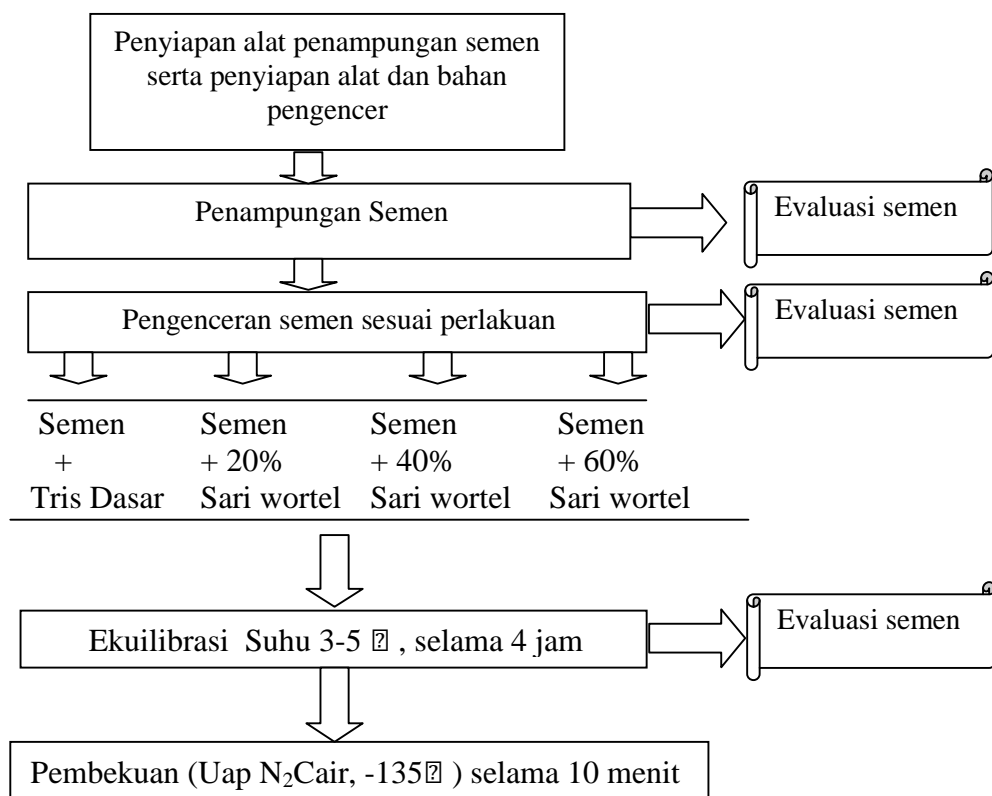 Penyiapan alat penampungan semen
serta penyiapan alat dan bahan
pengencer
Penampungan Semen
Evaluasi semen
Pengenceran semen sesuai perlakuan
Evaluasi semen
Semen
+
Tris Dasar
Semen
+ 20%
Sari wortel
Semen
+ 40%
Sari wortel
Semen
+ 60%
Sari wortel
Ekuilibrasi Suhu 3-5 ⍰ , selama 4 jam
Evaluasi semen
Pembekuan (Uap N₂Cair, -135⍰ ) selama 10 menit